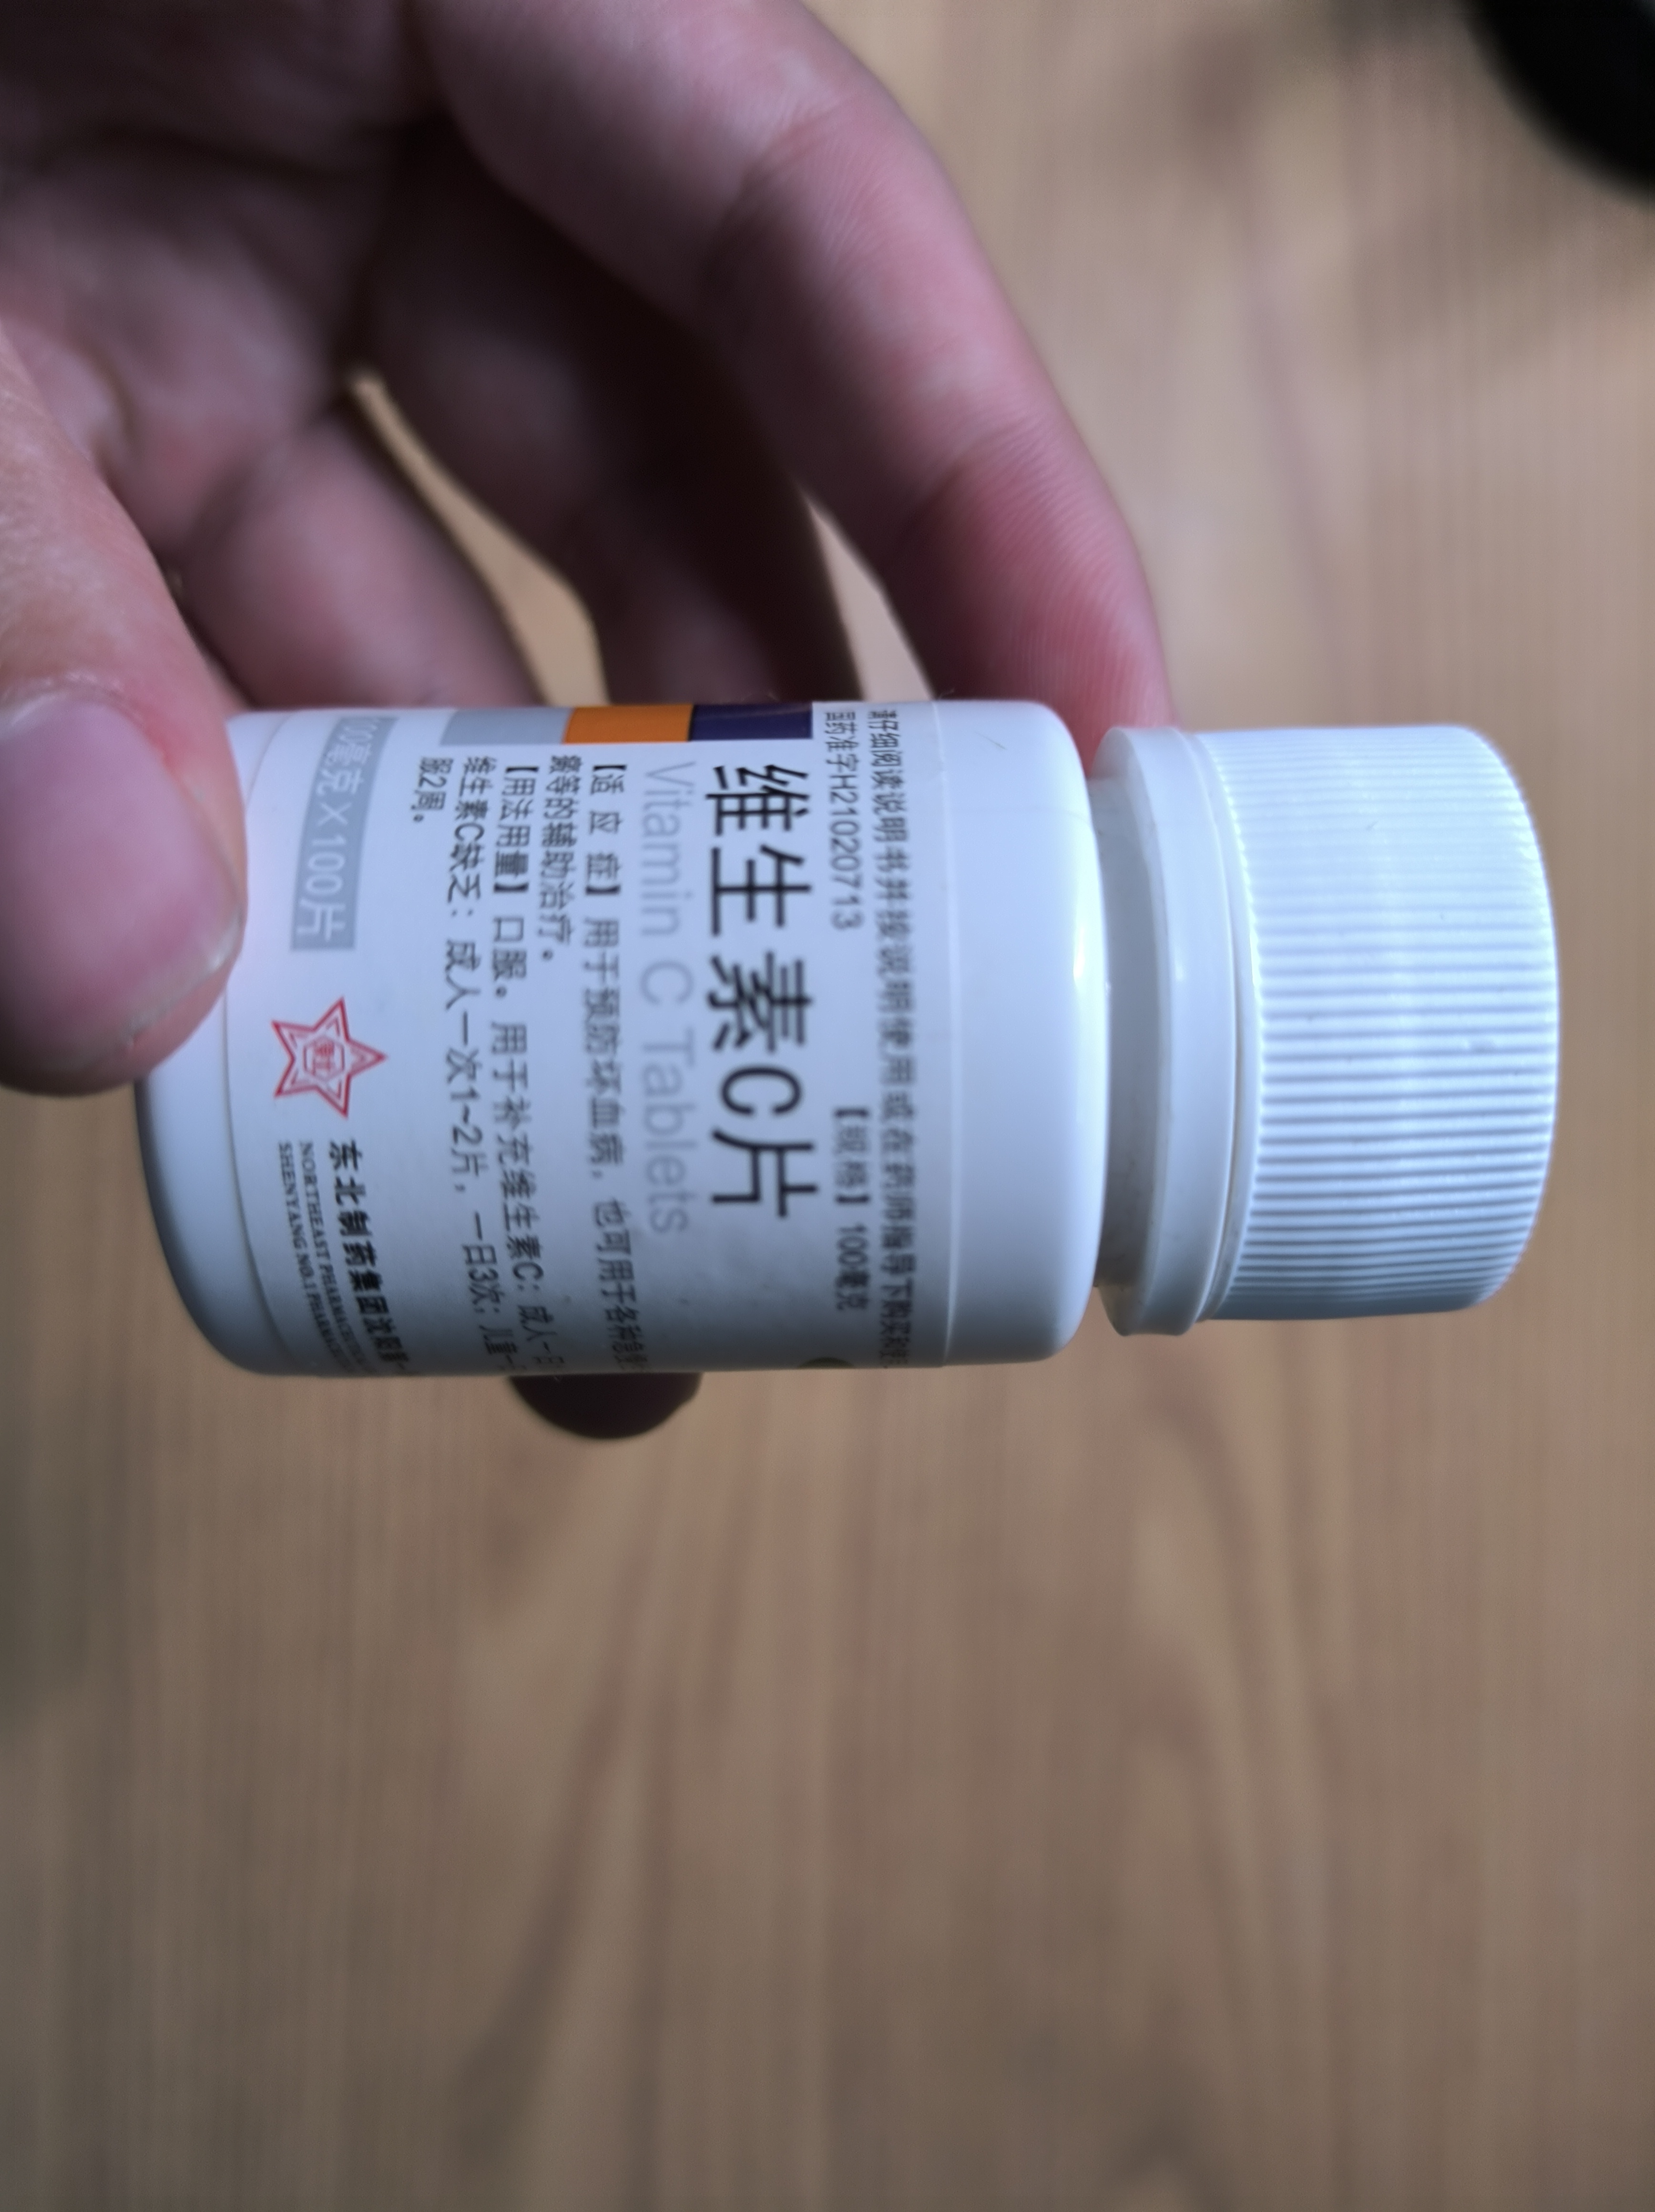 请仔细阅读说明书并按说明使用或在药师指导下购买和使
国药准字H21020713 【规格】100毫克
维生素C片
Vitamin C Tablets
【适 应 症】用于预防坏血病，也可用于各种急慢
瘢等的辅助治疗。
【用法用量】口服。用于补充维生素C：成人一日
维生素C缺乏：成人一次1~2片，一日3次；儿童一
服2周。
100毫克×100片
东北制药集团沈阳第一
NORTHEAST PHARMACEUTICAL
SHENYANG NO.1 PHARMAC